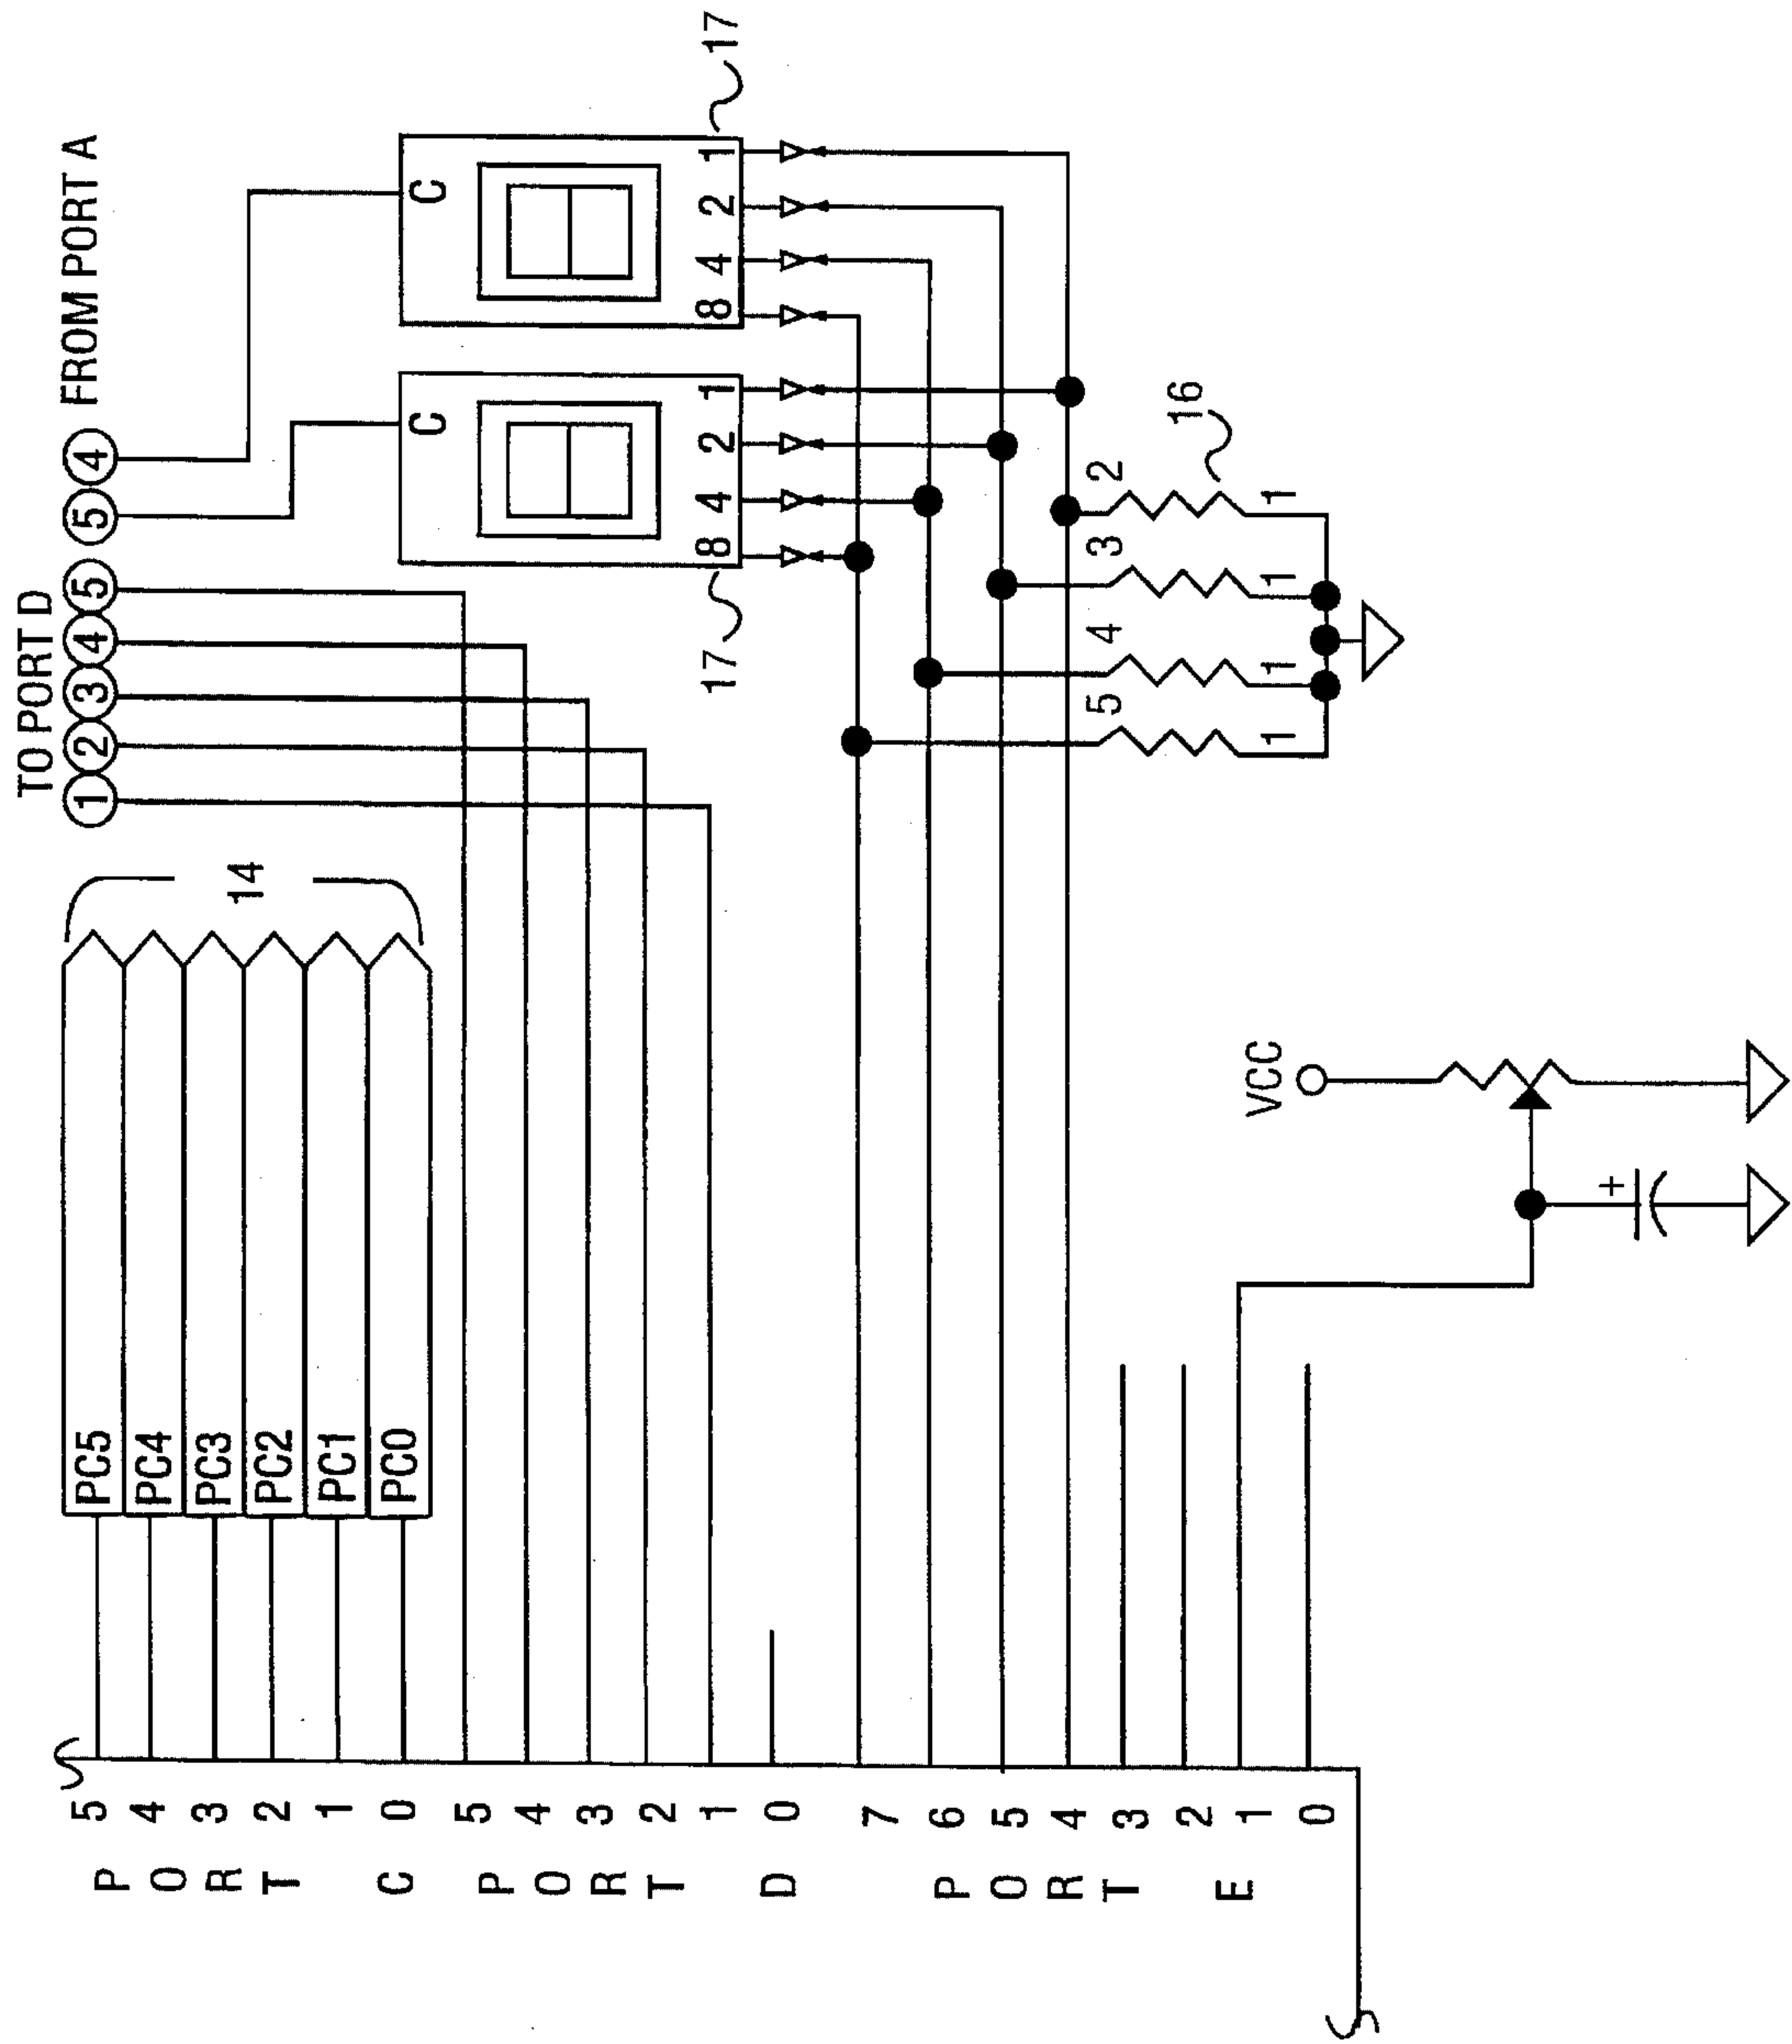 PORT C
5
4
3
2
1
0
PC5
PC4
PC3
PC2
PC1
PC0
14
PORT D
5
4
3
2
1
0
TO PORT D
1 2 3 4 5
5 4 FROM PORT A
C
8 4 2 1
17
C
8 4 2 1
17
PORT E
7
6
5
4
3
2
1
0
5 4 3 2
16
1 1 1 1
VCC
+